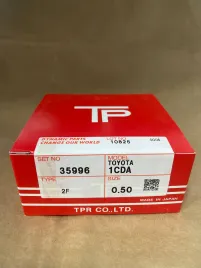 TP
DYNAMIC PARTS
CHANGE OUR WORLD
10825
SET NO
35996
MODEL
TOYOTA
1CDA
TYPE
2F
SIZE
0.50
MADE IN JAPAN
TPR CO.,LTD.